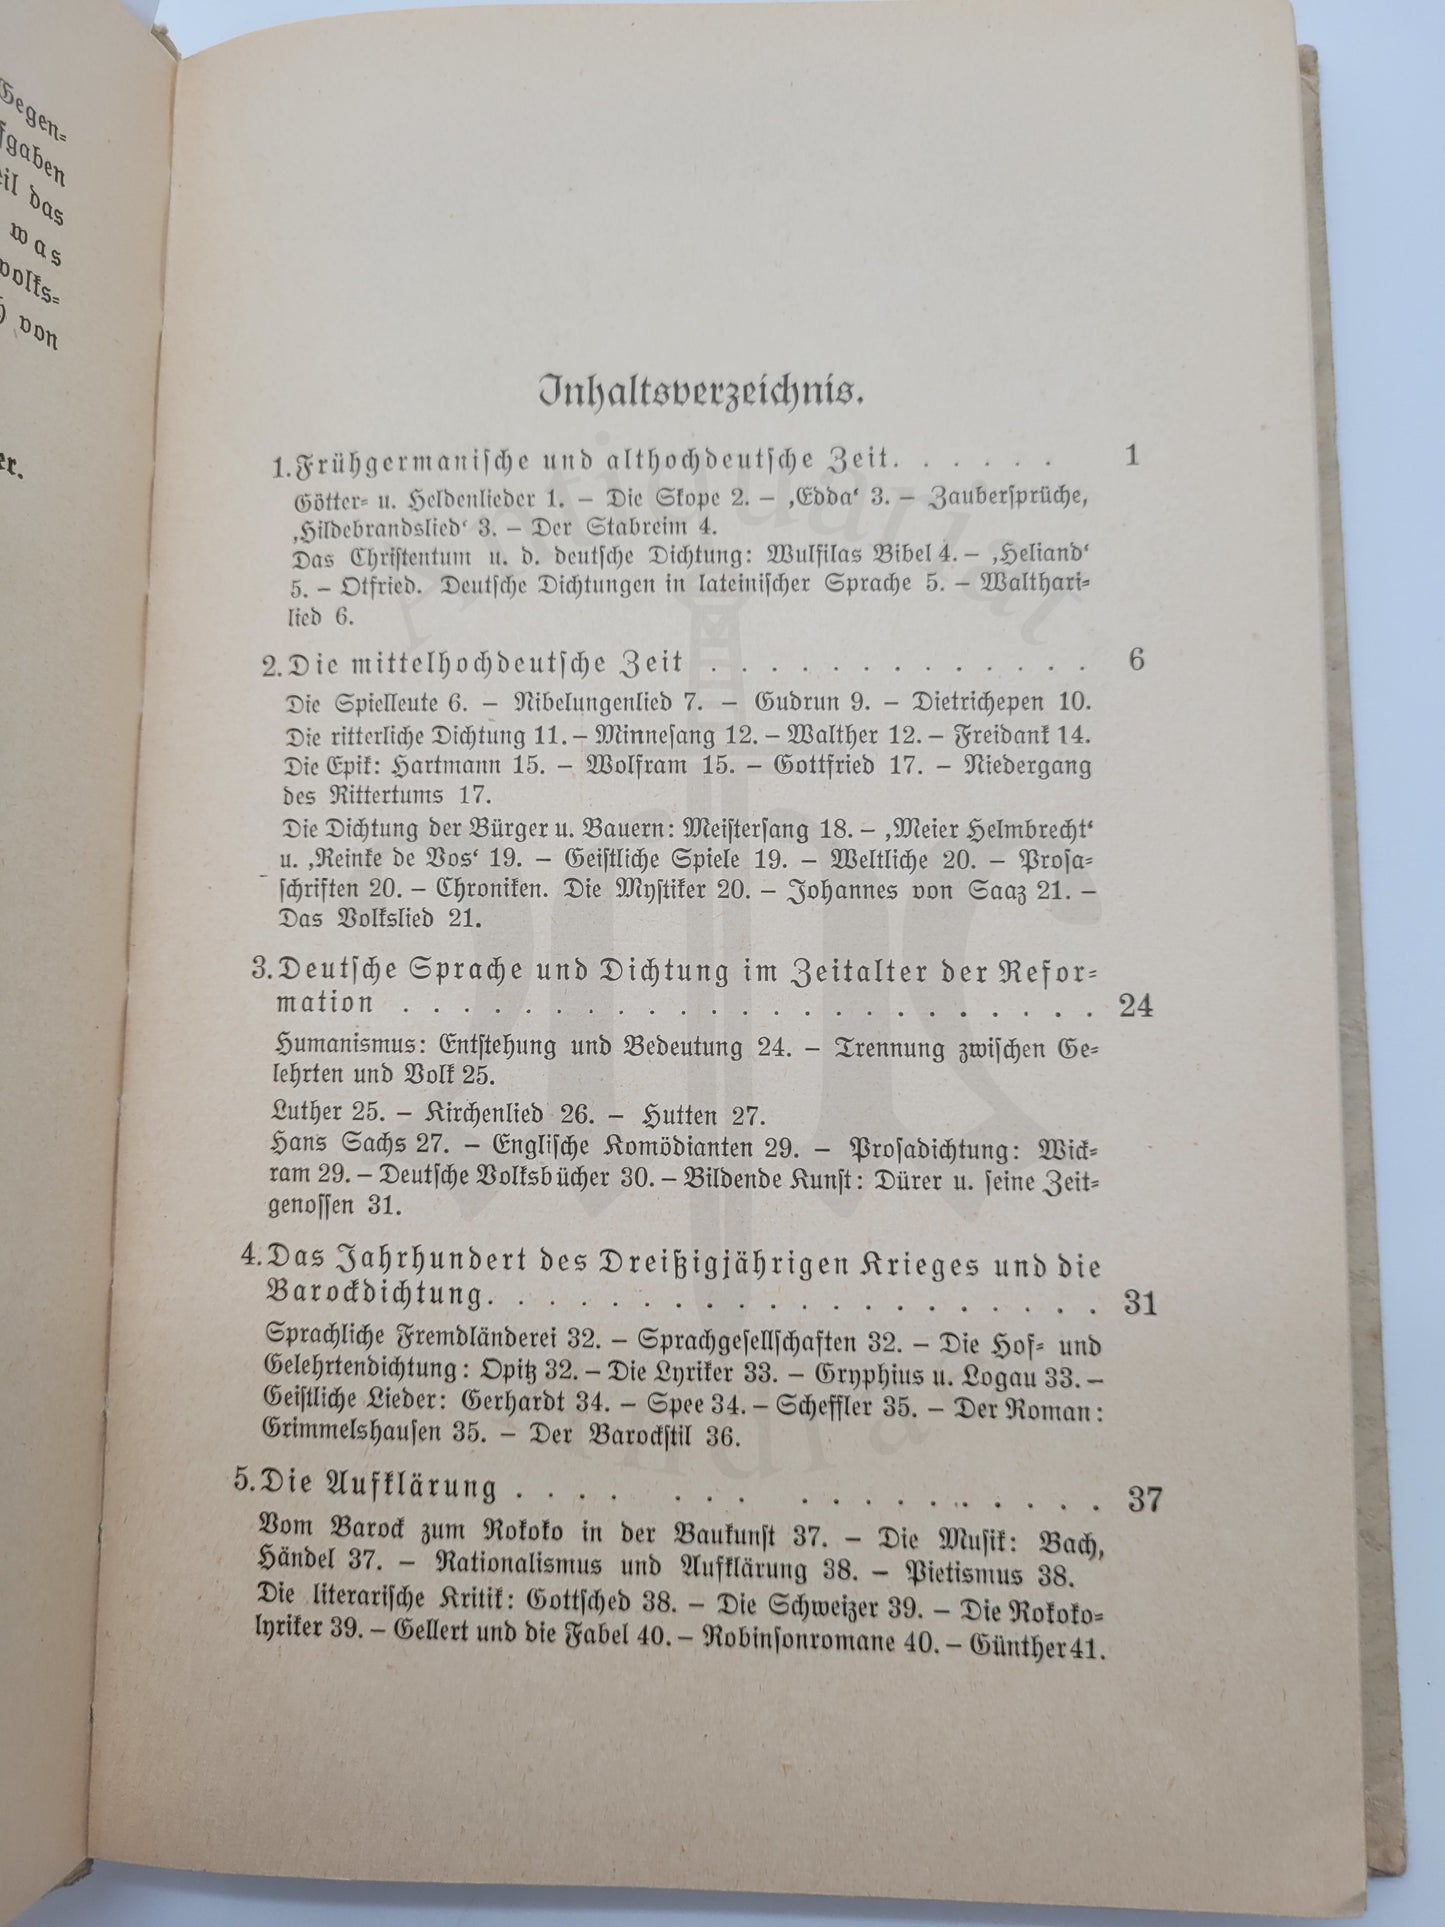 Gegen=
fgaben
eil das
was
volks=
von
er.
Inhaltsverzeichnis.
1. Frühgermanische und althochdeutsche Zeit. . . . . . . 1
Götter= u. Heldenlieder 1. – Die Skope 2. – ‚Edda‘ 3. – Zaubersprüche,
‚Hildebrandslied‘ 3. – Der Stabreim 4.
Das Christentum u. d. deutsche Dichtung: Wulfilas Bibel 4. – ‚Heliand‘
5. – Otfried. Deutsche Dichtungen in lateinischer Sprache 5. – Walthari=
lied 6.
2. Die mittelhochdeutsche Zeit . . . . . . . . . . . . . 6
Die Spielleute 6. – Nibelungenlied 7. – Gudrun 9. – Dietrichepen 10.
Die ritterliche Dichtung 11. – Minnesang 12. – Walther 12. – Freidank 14.
Die Epik: Hartmann 15. – Wolfram 15. – Gottfried 17. – Niedergang
des Rittertums 17.
Die Dichtung der Bürger u. Bauern: Meistersang 18. – ‚Meier Helmbrecht‘
u. ‚Reinke de Vos‘ 19. – Geistliche Spiele 19. – Weltliche 20. – Prosa=
schriften 20. – Chroniken. Die Mystiker 20. – Johannes von Saaz 21. –
Das Volkslied 21.
3. Deutsche Sprache und Dichtung im Zeitalter der Refor=
mation . . . . . . . . . . . . . . . . . . . . . . . 24
Humanismus: Entstehung und Bedeutung 24. – Trennung zwischen Ge=
lehrten und Volk 25.
Luther 25. – Kirchenlied 26. – Hutten 27.
Hans Sachs 27. – Englische Komödianten 29. – Prosadichtung: Wick=
ram 29. – Deutsche Volksbücher 30. – Bildende Kunst: Dürer u. seine Zeit=
genossen 31.
4. Das Jahrhundert des Dreißigjährigen Krieges und die
Barockdichtung. . . . . . . . . . . . . . . . . . . . 31
Sprachliche Fremdländerei 32. – Sprachgesellschaften 32. – Die Hof= und
Gelehrtendichtung: Opitz 32. – Die Lyriker 33. – Gryphius u. Logau 33. –
Geistliche Lieder: Gerhardt 34. – Spee 34. – Scheffler 35. – Der Roman:
Grimmelshausen 35. – Der Barockstil 36.
5. Die Aufklärung . . . . . . . . . . . . . . . . . 37
Vom Barock zum Rokoko in der Baukunst 37. – Die Musik: Bach,
Händel 37. – Rationalismus und Aufklärung 38. – Pietismus 38.
Die literarische Kritik: Gottsched 38. – Die Schweizer 39. – Die Rokoko=
lyriker 39. – Gellert und die Fabel 40. – Robinsonromane 40. – Günther 41.